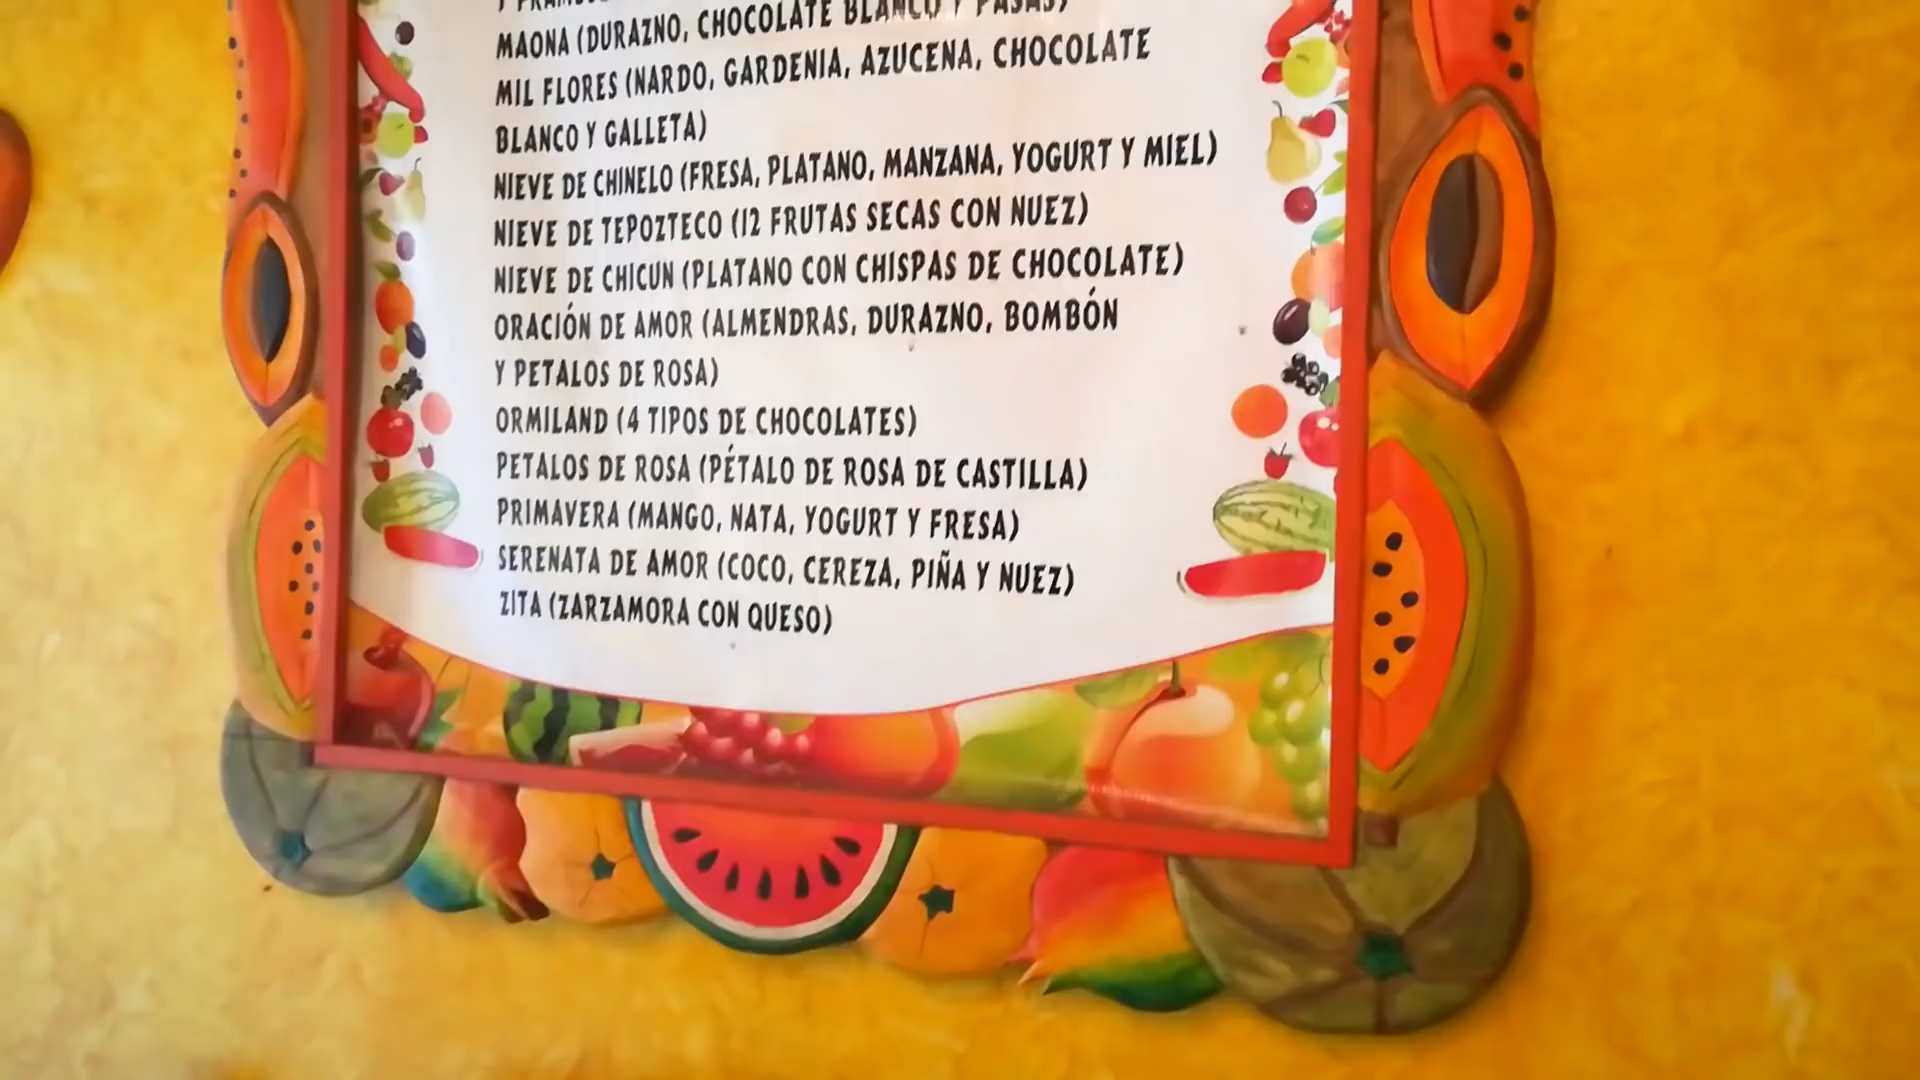 MAONA (DURAZNO, CHOCOLATE BLANCO Y PASAS)
MIL FLORES (NARDO, GARDENIA, AZUCENA, CHOCOLATE
BLANCO Y GALLETA)
NIEVE DE CHINELO (FRESA, PLATANO, MANZANA, YOGURT Y MIEL)
NIEVE DE TEPOZTECO (12 FRUTAS SECAS CON NUEZ)
NIEVE DE CHICUN (PLATANO CON CHISPAS DE CHOCOLATE)
ORACIÓN DE AMOR (ALMENDRAS, DURAZNO, BOMBÓN
Y PETALOS DE ROSA)
ORMILAND (4 TIPOS DE CHOCOLATES)
PETALOS DE ROSA (PÉTALO DE ROSA DE CASTILLA)
PRIMAVERA (MANGO, NATA, YOGURT Y FRESA)
SERENATA DE AMOR (COCO, CEREZA, PIÑA Y NUEZ)
ZITA (ZARZAMORA CON QUESO)